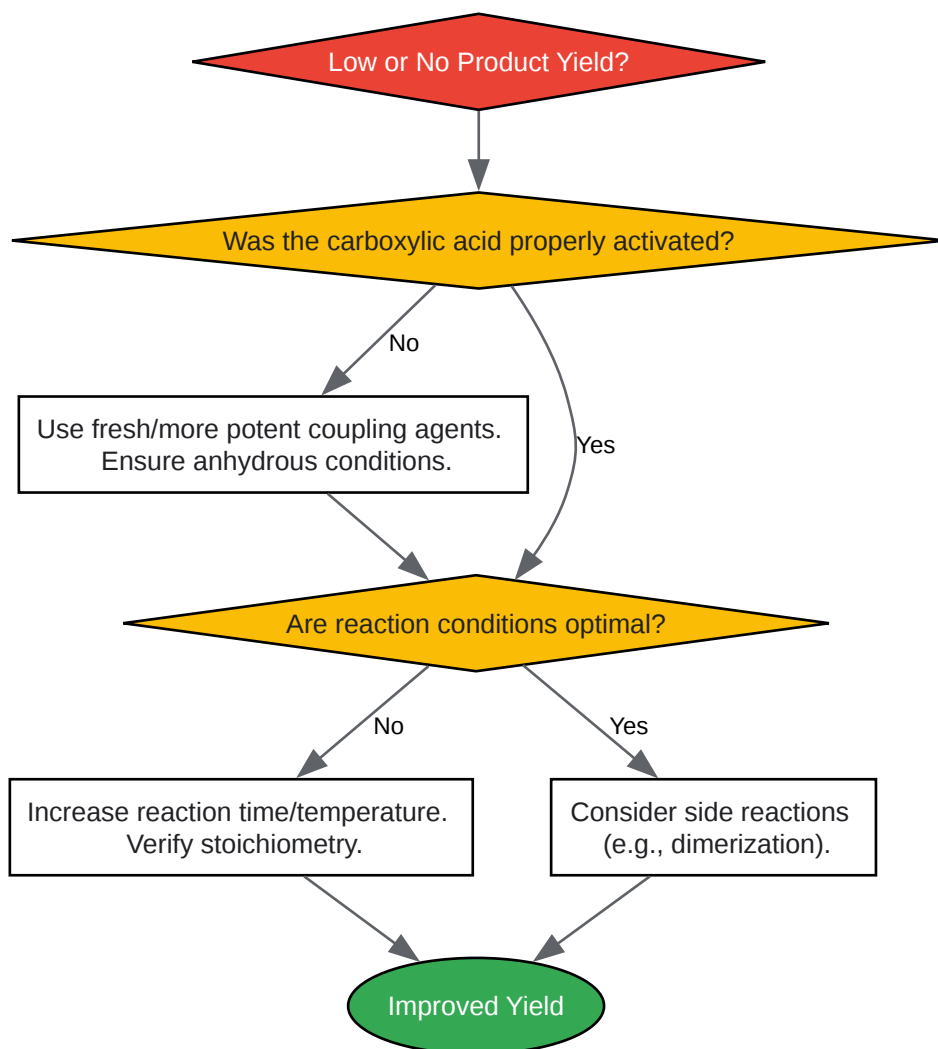 Low or No Product Yield?
Was the carboxylic acid properly activated?
No
Use fresh/more potent coupling agents.
Ensure anhydrous conditions.
Yes
Are reaction conditions optimal?
No
Yes
Increase reaction time/temperature.
Verify stoichiometry.
Consider side reactions
(e.g., dimerization).
Improved Yield